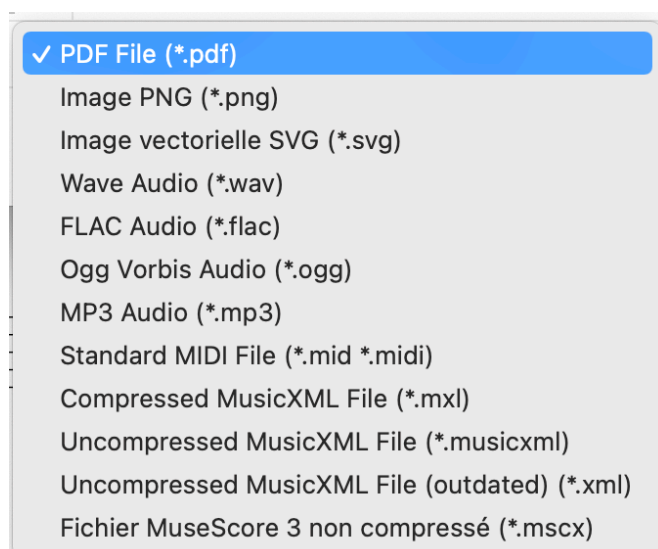 ✓ PDF File (*.pdf)
Image PNG (*.png)
Image vectorielle SVG (*.svg)
Wave Audio (*.wav)
FLAC Audio (*.flac)
Ogg Vorbis Audio (*.ogg)
MP3 Audio (*.mp3)
Standard MIDI File (*.mid *.midi)
Compressed MusicXML File (*.mxl)
Uncompressed MusicXML File (*.musicxml)
Uncompressed MusicXML File (outdated) (*.xml)
Fichier MuseScore 3 non compressé (*.mscx)